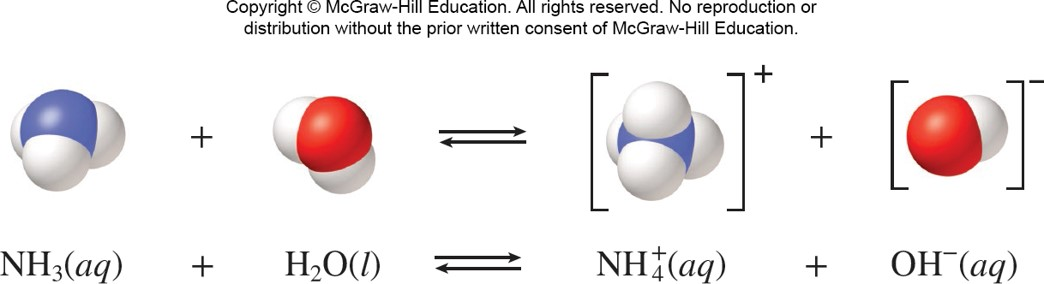 Copyright © McGraw-Hill Education. All rights reserved. No reproduction or
distribution without the prior written consent of McGraw-Hill Education.
+ ⇌ [ ]⁺ + [ ]⁻
NH₃(aq) + H₂O(l) ⇌ NH₄⁺(aq) + OH⁻(aq)